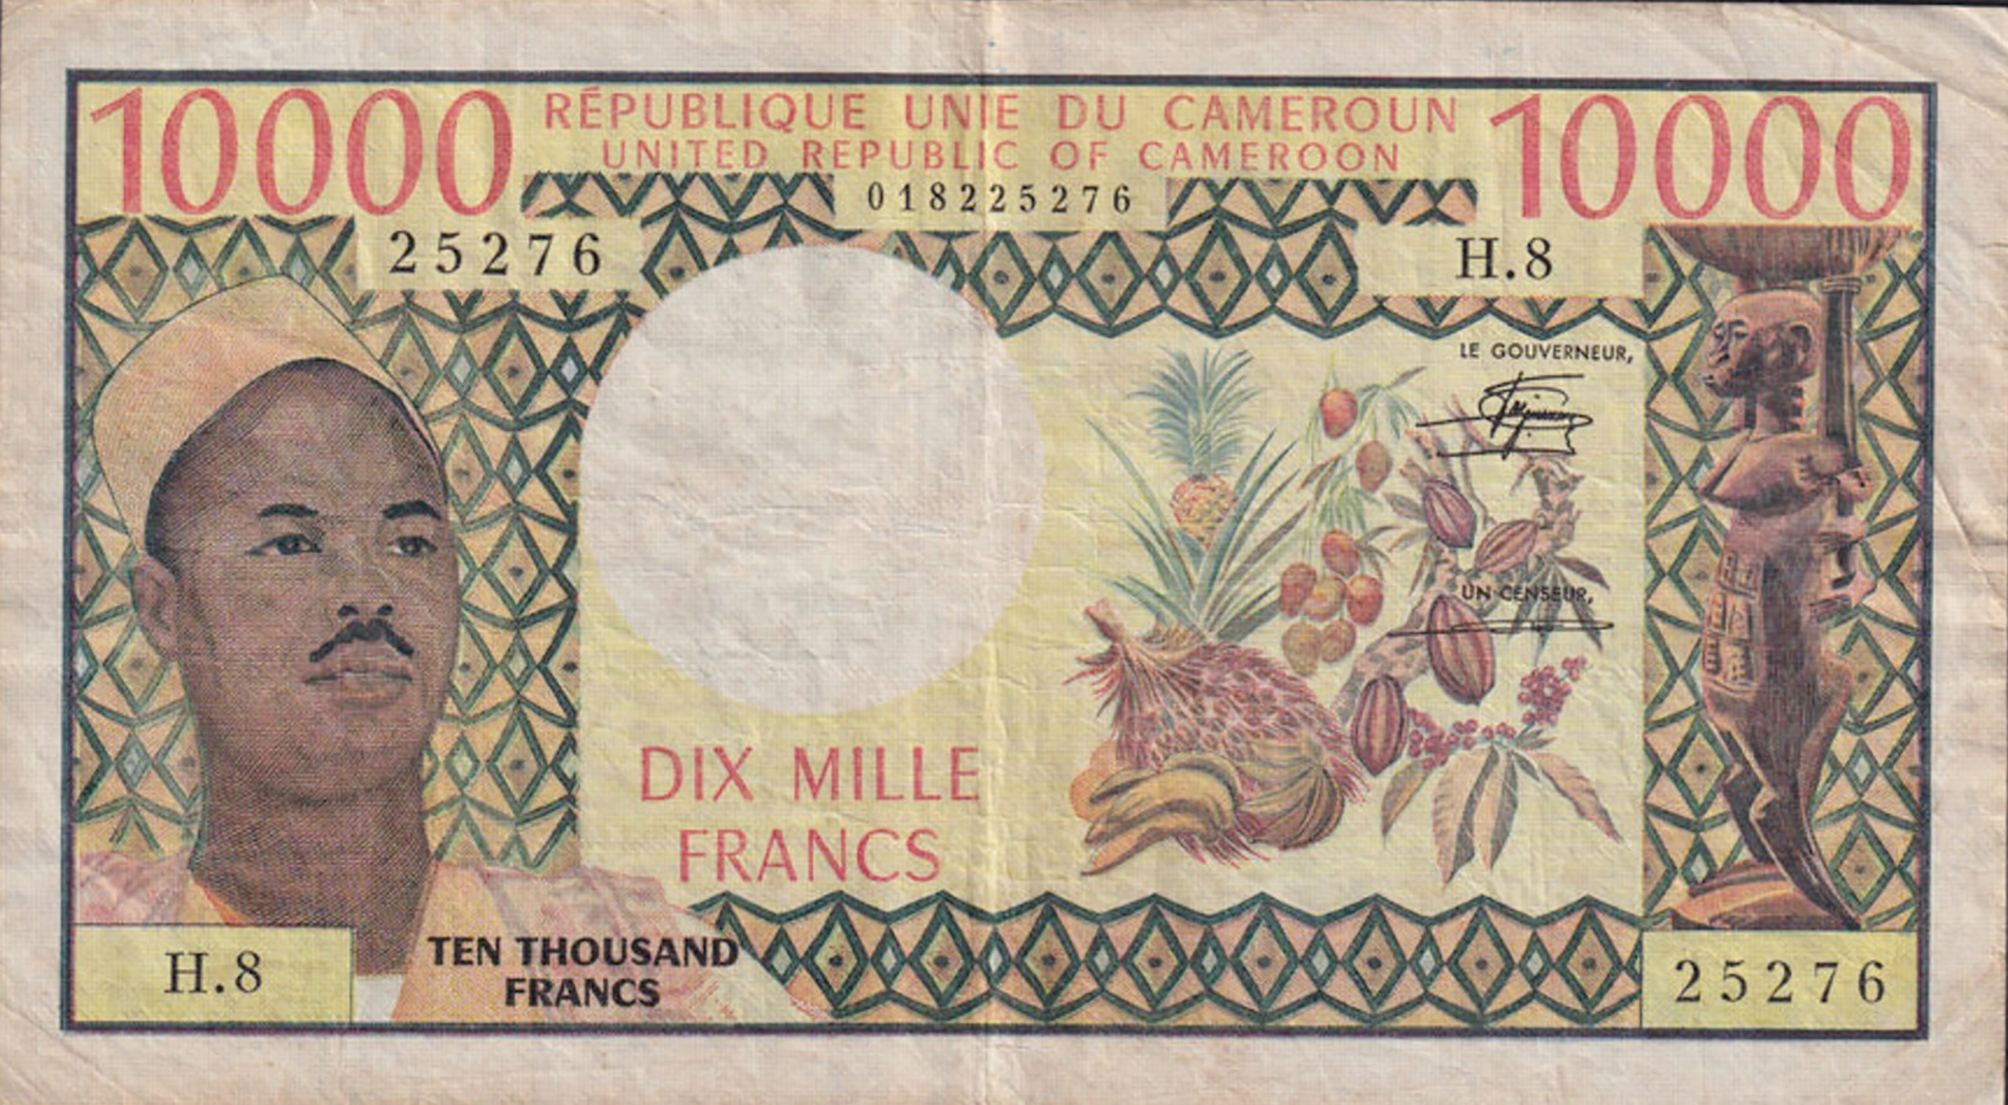 10000 RÉPUBLIQUE UNIE DU CAMEROUN 10000
UNITED REPUBLIC OF CAMEROON
018225276
25276
H.8
LE GOUVERNEUR,
UN CENSEUR,
DIX MILLE
FRANCS
H.8
TEN THOUSAND
FRANCS
25276